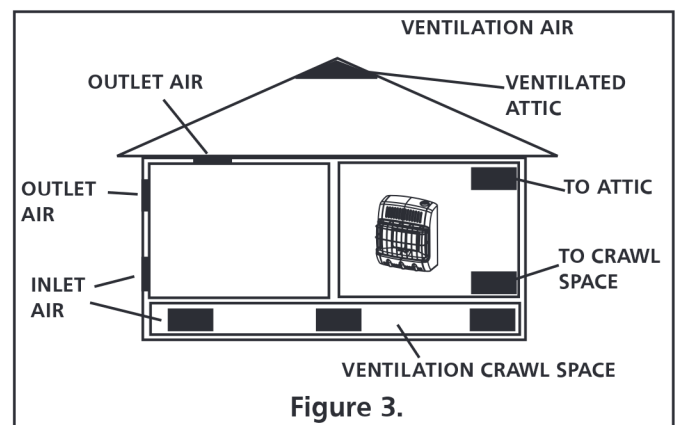 VENTILATION AIR
OUTLET AIR
VENTILATED
ATTIC
OUTLET
AIR
TO ATTIC
TO CRAWL
SPACE
INLET
AIR
VENTILATION CRAWL SPACE
Figure 3.